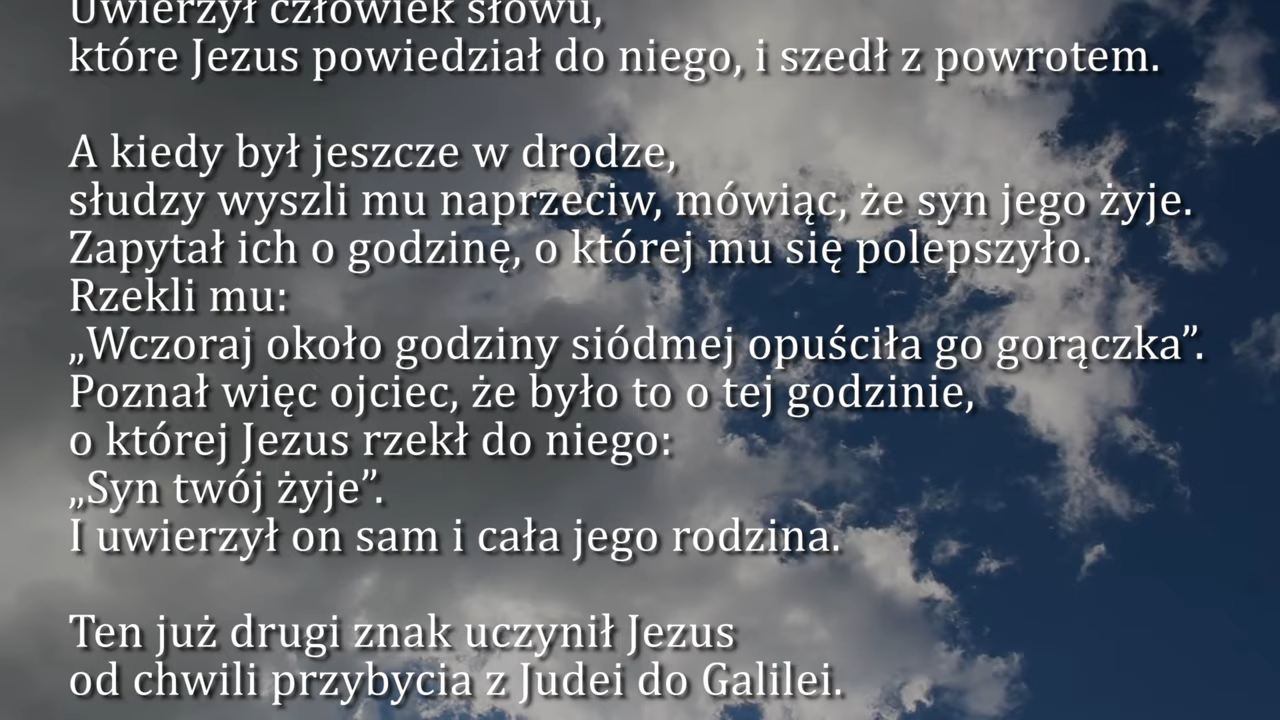 Uwierzył człowiek słowu,
które Jezus powiedział do niego, i szedł z powrotem.
A kiedy był jeszcze w drodze,
słudzy wyszli mu naprzeciw, mówiąc, że syn jego żyje.
Zapytał ich o godzinę, o której mu się polepszyło.
Rzekli mu:
„Wczoraj około godziny siódmej opuściła go gorączka”.
Poznał więc ojciec, że było to o tej godzinie,
o której Jezus rzekł do niego:
„Syn twój żyje”.
I uwierzył on sam i cała jego rodzina.
Ten już drugi znak uczynił Jezus
od chwili przybycia z Judei do Galilei.